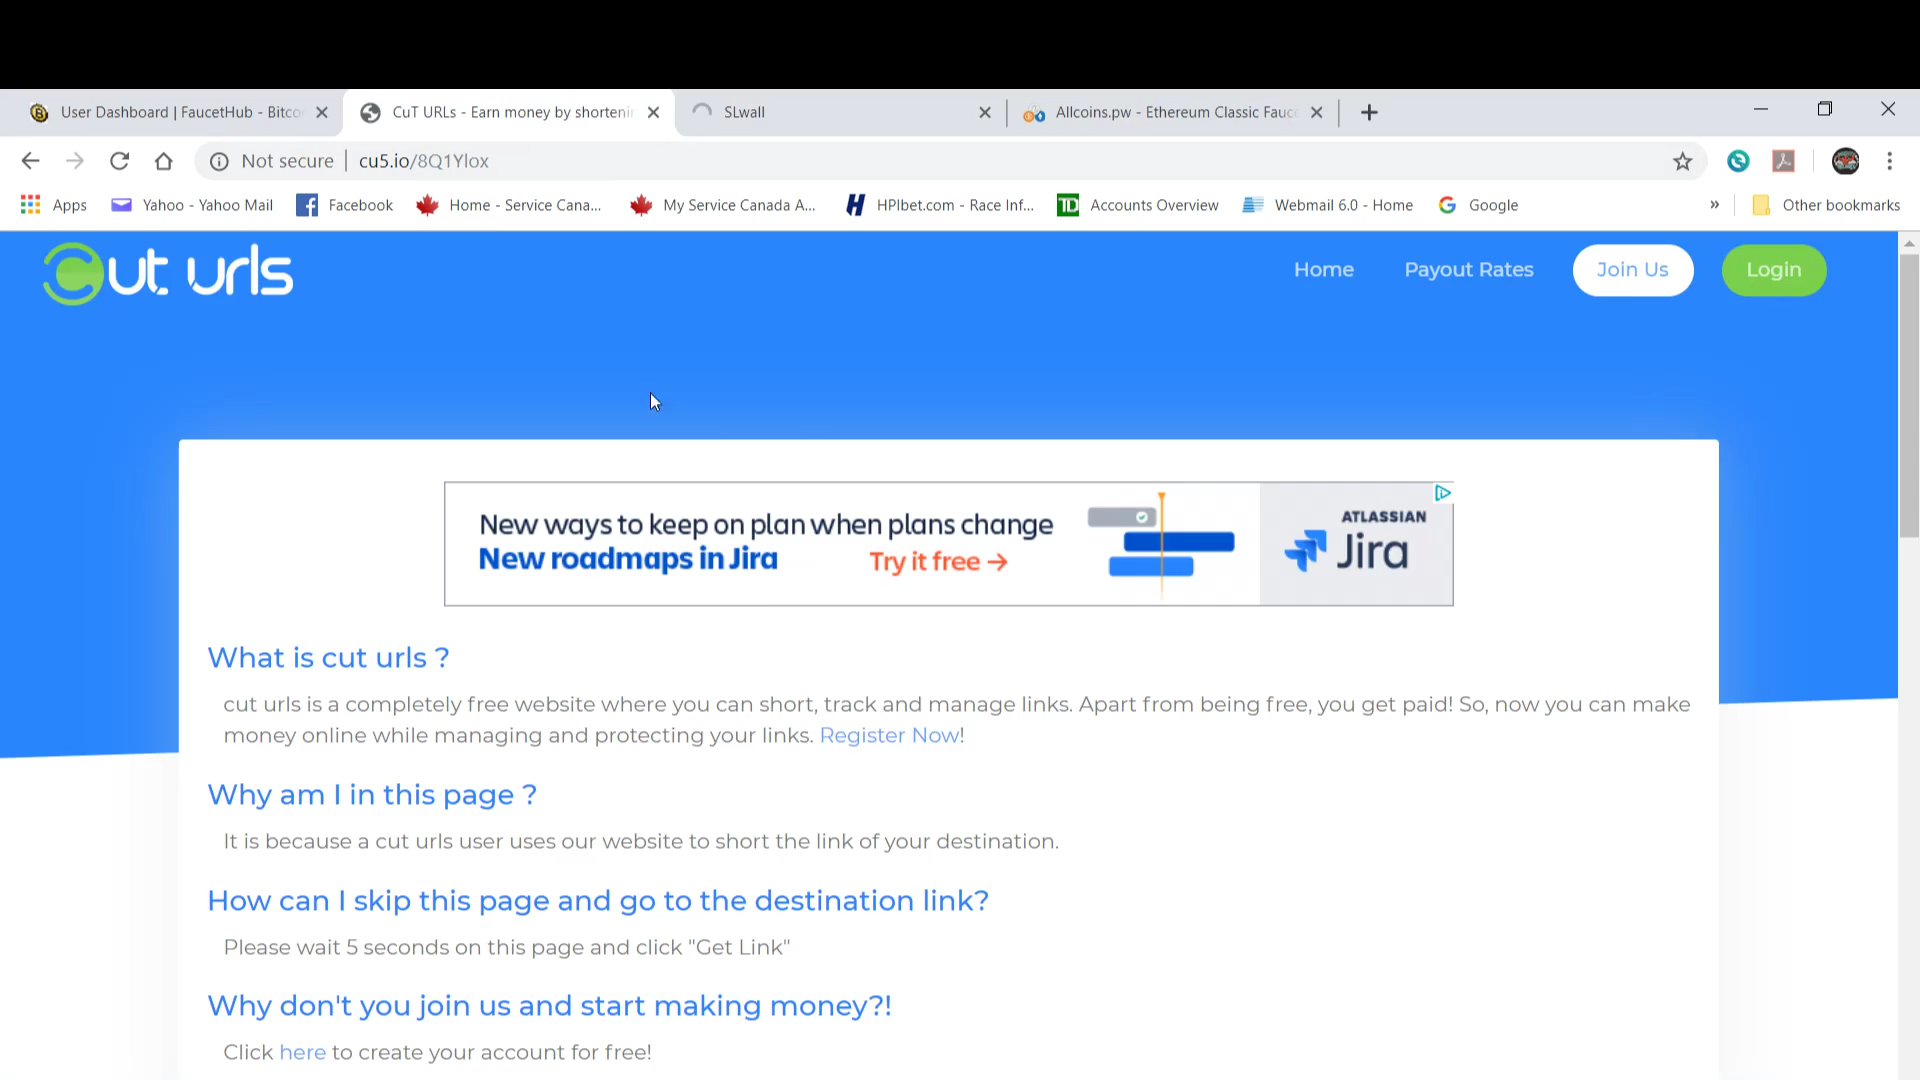 User Dashboard | FaucetHub - Bitco
CuT URLs - Earn money by shortenin
SLwall
Allcoins.pw - Ethereum Classic Fauc
Not secure | cu5.io/8Q1Ylox
Apps
Yahoo - Yahoo Mail
Facebook
Home - Service Cana...
My Service Canada A...
HPIbet.com - Race Inf...
TD
Accounts Overview
Webmail 6.0 - Home
Google
»
Other bookmarks
Cut urls
Home
Payout Rates
Join Us
Login
New ways to keep on plan when plans change
New roadmaps in Jira
Try it free →
ATLASSIAN
Jira
What is cut urls ?
cut urls is a completely free website where you can short, track and manage links. Apart from being free, you get paid! So, now you can make
money online while managing and protecting your links. Register Now!
Why am I in this page ?
It is because a cut urls user uses our website to short the link of your destination.
How can I skip this page and go to the destination link?
Please wait 5 seconds on this page and click "Get Link"
Why don't you join us and start making money?!
Click here to create your account for free!